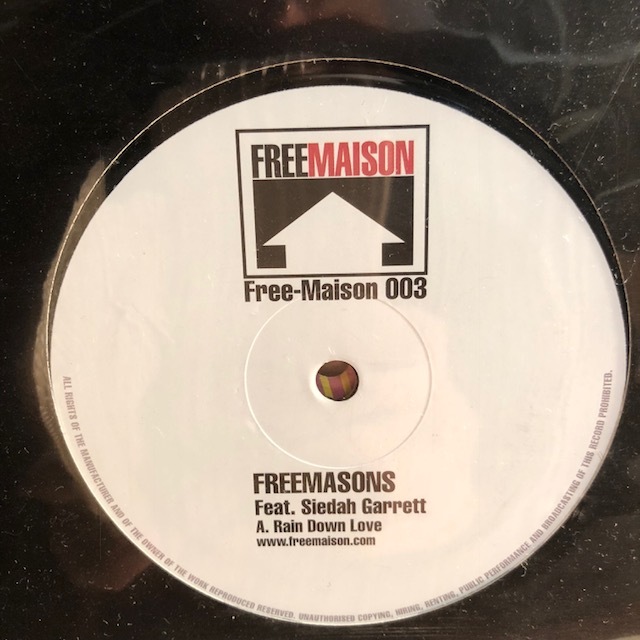 FREEMAISON
Free-Maison 003
FREEMASONS
Feat. Siedah Garrett
A. Rain Down Love
www.freemaison.com
ALL RIGHTS OF THE MANUFACTURER AND OF THE OWNER OF THE WORK REPRODUCED RESERVED. UNAUTHORISED COPYING, HIRING, RENTING, PUBLIC PERFORMANCE AND BROADCASTING OF THIS RECORD PROHIBITED.